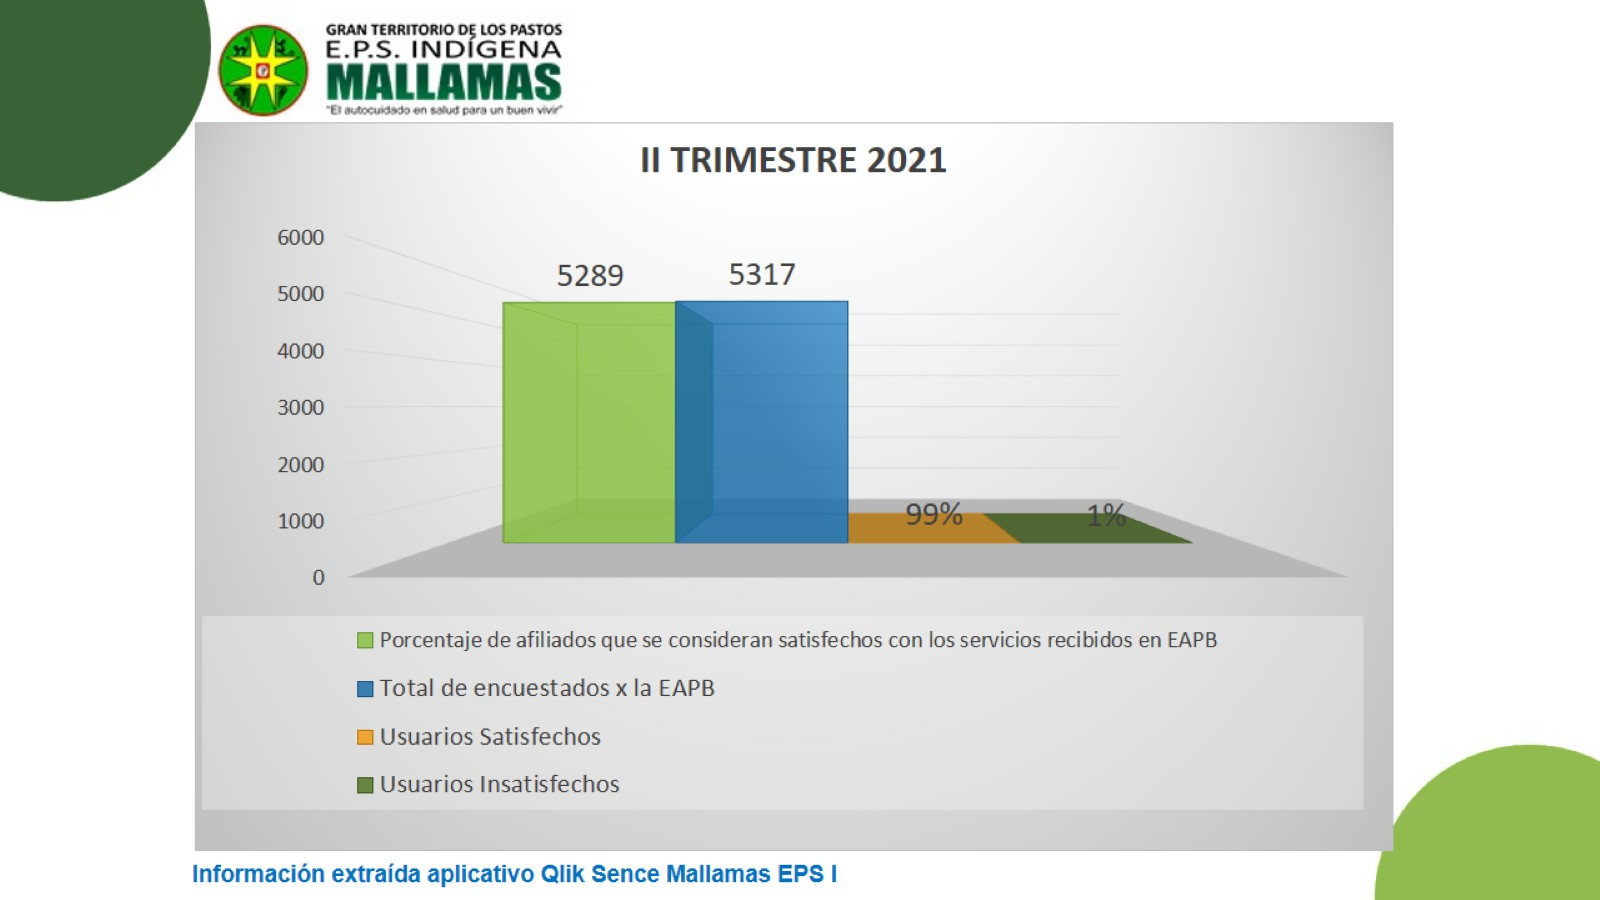 GRAN TERRITORIO DE LOS PASTOS
E.P.S. INDÍGENA
MALLAMAS
"El autocuidado en salud para un buen vivir"
II TRIMESTRE 2021
6000
5000
4000
3000
2000
1000
0
5289
5317
99%
1%
Porcentaje de afiliados que se consideran satisfechos con los servicios recibidos en EAPB
Total de encuestados x la EAPB
Usuarios Satisfechos
Usuarios Insatisfechos
Información extraída aplicativo Qlik Sence Mallamas EPS I